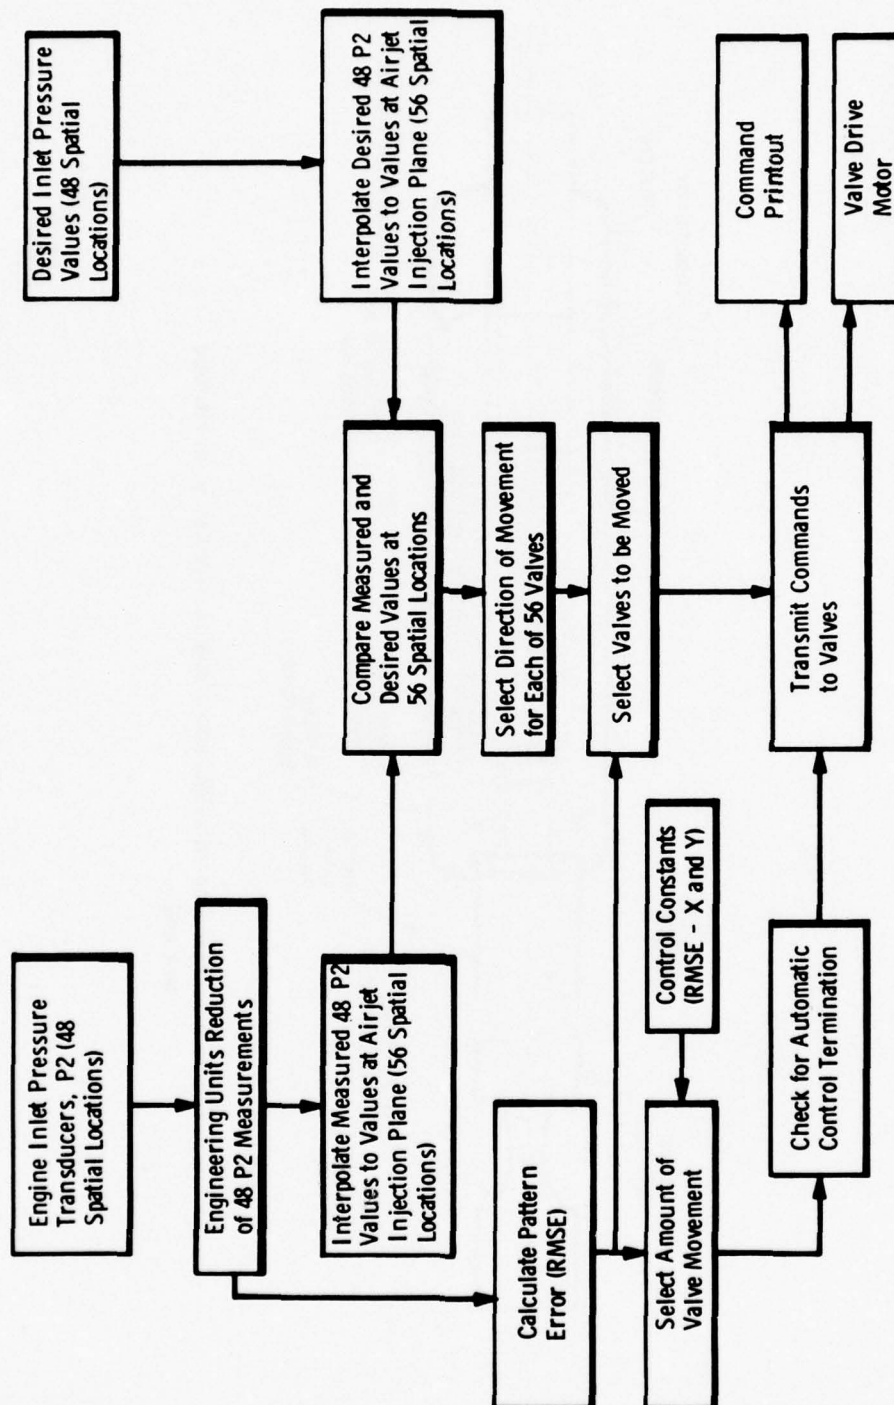 Engine Inlet Pressure
Transducers, P2 (48
Spatial Locations)
Desired Inlet Pressure
Values (48 Spatial
Locations)
Engineering Units Reduction
of 48 P2 Measurements
Interpolate Measured 48 P2
Values to Values at Airjet
Injection Plane (56 Spatial
Locations)
Interpolate Desired 48 P2
Values to Values at Airjet
Injection Plane (56 Spatial
Locations)
Compare Measured and
Desired Values at
56 Spatial Locations
Calculate Pattern
Error (RMSE)
Select Direction of Movement
for Each of 56 Valves
Select Valves to be Moved
Select Amount of
Valve Movement
Control Constants
(RMSE - X and Y)
Check for Automatic
Control Termination
Transmit Commands
to Valves
Command
Printout
Valve Drive
Motor